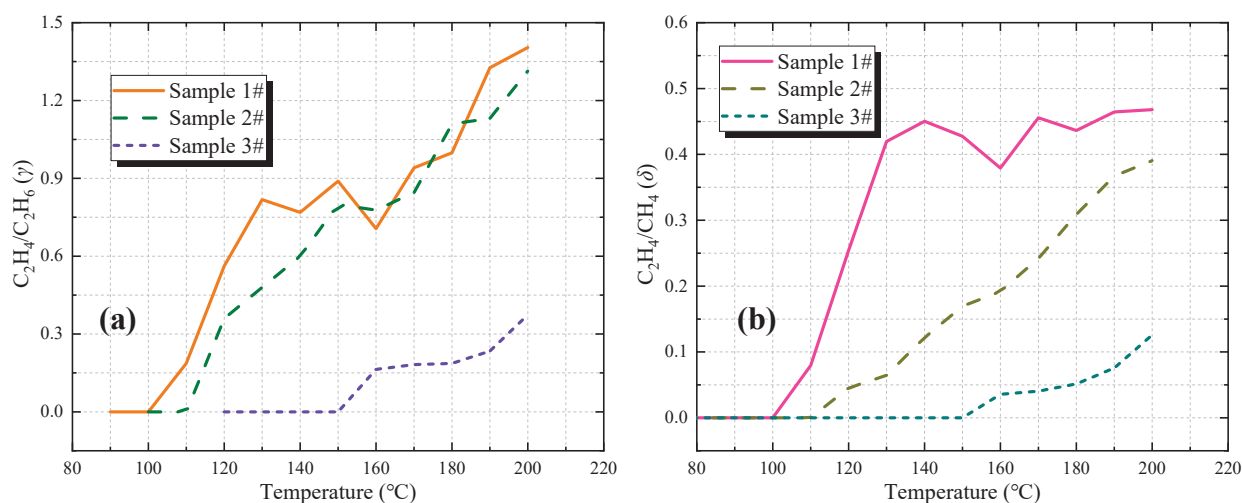 1.5
1.2
0.9
0.6
0.3
0.0
C₂H₄/C₂H₆ (γ)
Sample 1#
Sample 2#
Sample 3#
(a)
80 100 120 140 160 180 200 220
Temperature (℃)
0.6
0.5
0.4
0.3
0.2
0.1
0.0
C₂H₄/CH₄ (δ)
Sample 1#
Sample 2#
Sample 3#
(b)
80 100 120 140 160 180 200 220
Temperature (℃)